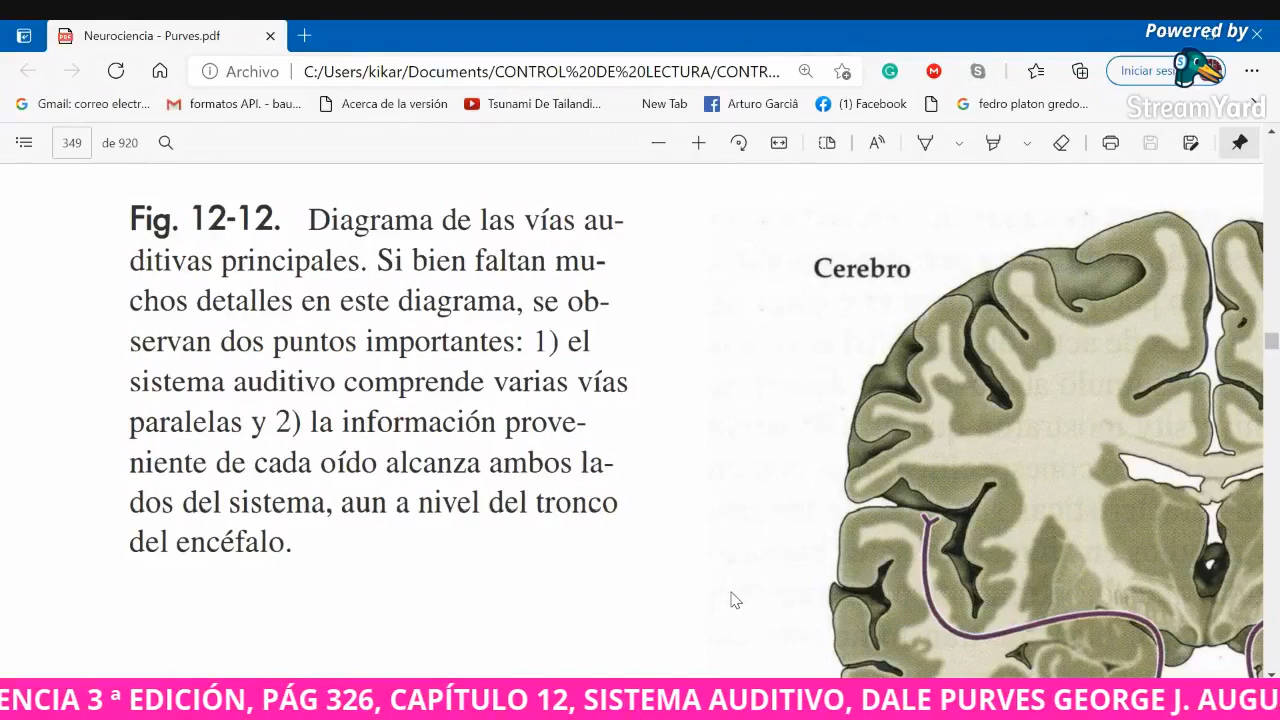 Neurociencia - Purves.pdf
Powered by
StreamYard
Archivo
C:/Users/kikar/Documents/CONTROL%20DE%20LECTURA/CONTR...
Gmail: correo electr...
formatos API. - bau...
Acerca de la versión
Tsunami De Tailandi...
New Tab
Arturo Garciâ
(1) Facebook
fedro platon gredo...
349 de 920
Fig. 12-12. Diagrama de las vías au-
ditivas principales. Si bien faltan mu-
chos detalles en este diagrama, se ob-
servan dos puntos importantes: 1) el
sistema auditivo comprende varias vías
paralelas y 2) la información prove-
niente de cada oído alcanza ambos la-
dos del sistema, aun a nivel del tronco
del encéfalo.
Cerebro
ENCIA 3 ª EDICIÓN, PÁG 326, CAPÍTULO 12, SISTEMA AUDITIVO, DALE PURVES GEORGE J. AUGU